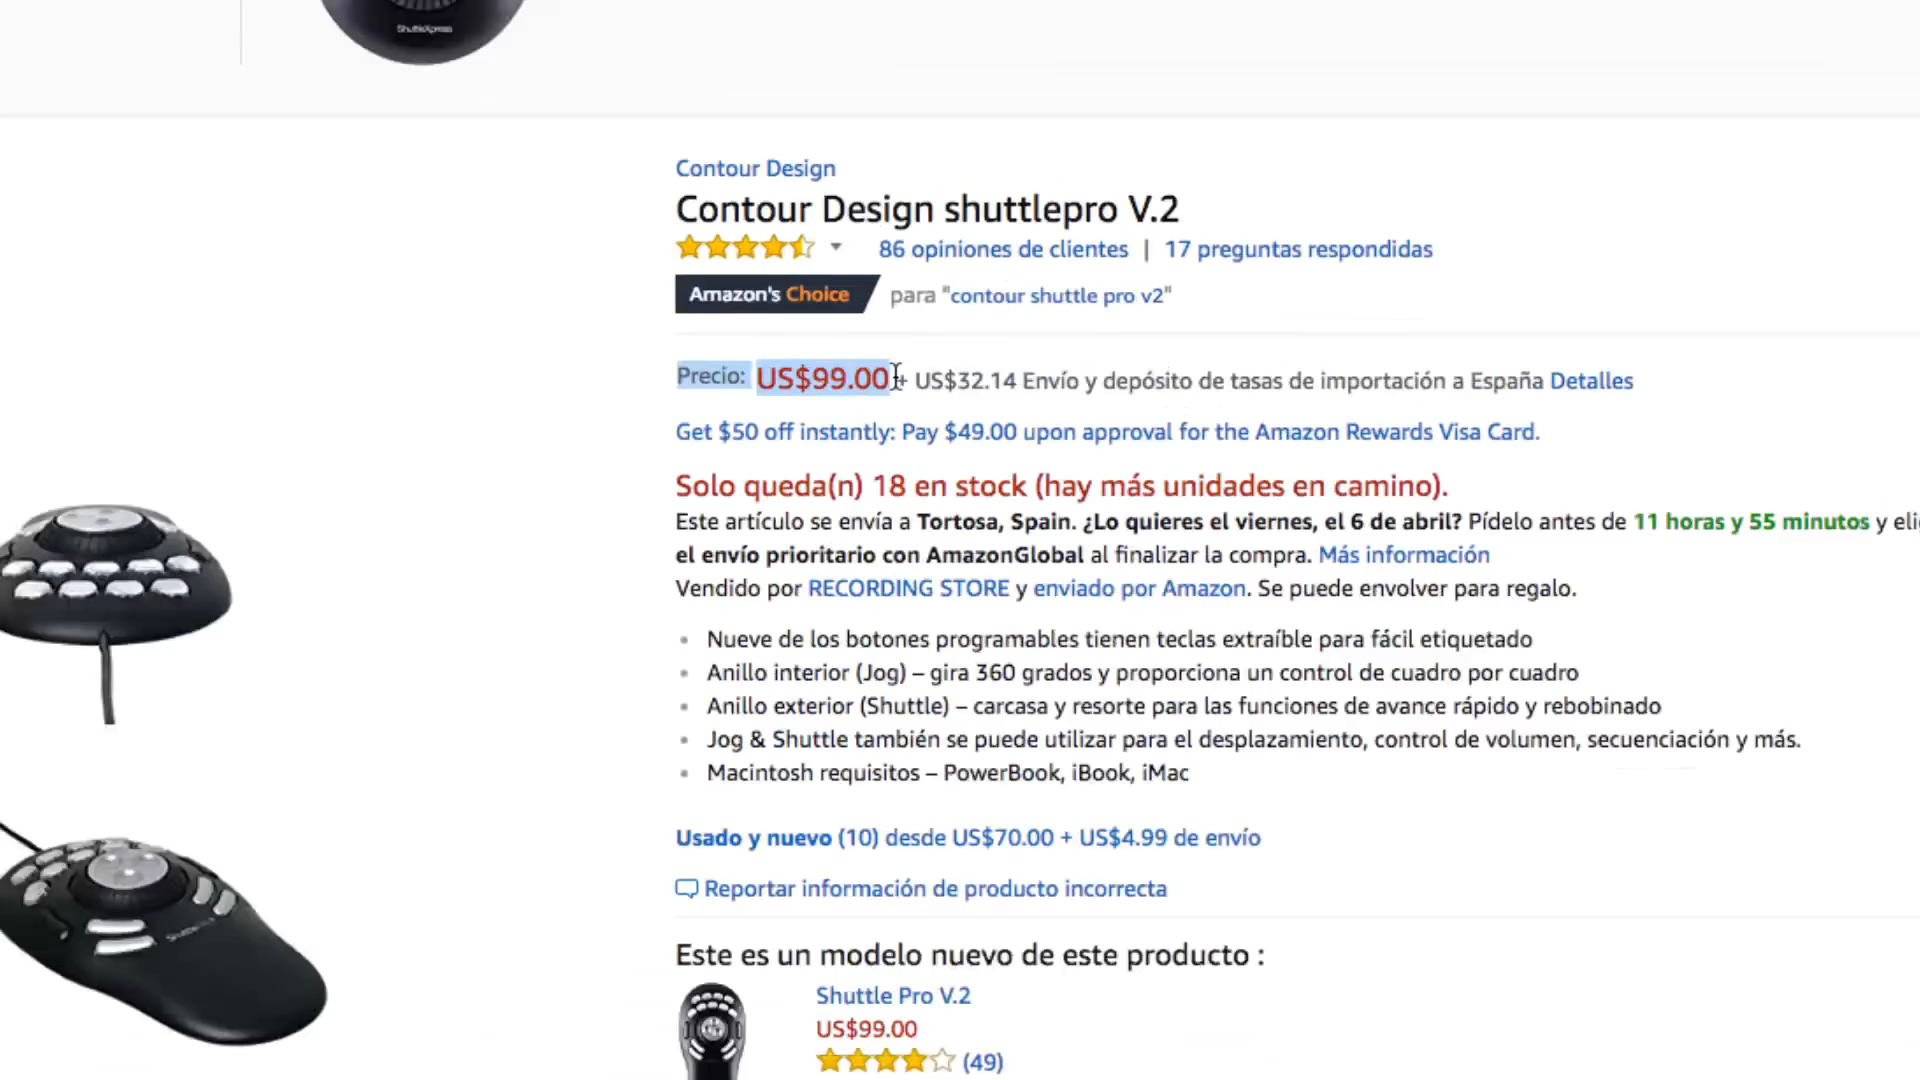 ShuttleXpress
Contour Design
Contour Design shuttlepro V.2
86 opiniones de clientes | 17 preguntas respondidas
Amazon's Choice para "contour shuttle pro v2"
Precio: US$99.00 + US$32.14 Envío y depósito de tasas de importación a España Detalles
Get $50 off instantly: Pay $49.00 upon approval for the Amazon Rewards Visa Card.
Solo queda(n) 18 en stock (hay más unidades en camino).
Este artículo se envía a Tortosa, Spain. ¿Lo quieres el viernes, el 6 de abril? Pídelo antes de 11 horas y 55 minutos y
el envío prioritario con AmazonGlobal al finalizar la compra. Más información
Vendido por RECORDING STORE y enviado por Amazon. Se puede envolver para regalo.
• Nueve de los botones programables tienen teclas extraíble para fácil etiquetado
• Anillo interior (Jog) – gira 360 grados y proporciona un control de cuadro por cuadro
• Anillo exterior (Shuttle) – carcasa y resorte para las funciones de avance rápido y rebobinado
• Jog & Shuttle también se puede utilizar para el desplazamiento, control de volumen, secuenciación y más.
• Macintosh requisitos – PowerBook, iBook, iMac
Usado y nuevo (10) desde US$70.00 + US$4.99 de envío
Reportar información de producto incorrecta
Este es un modelo nuevo de este producto :
Shuttle Pro V.2
US$99.00
(49)